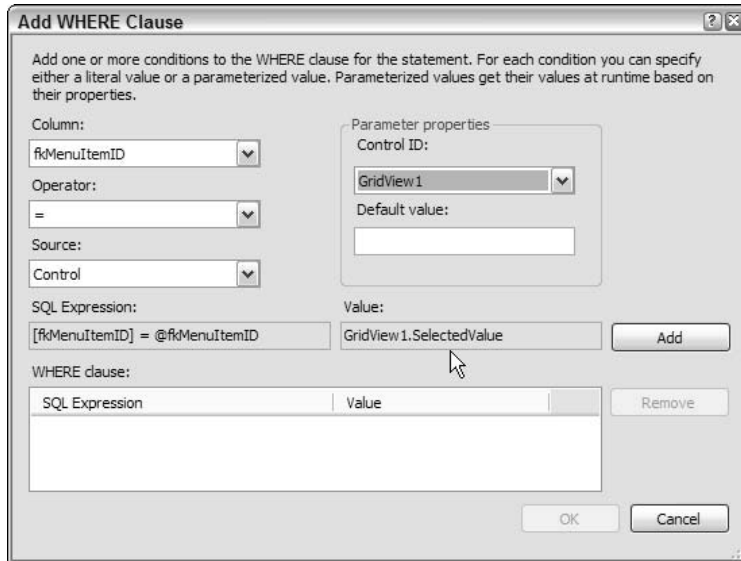 Add WHERE Clause
Add one or more conditions to the WHERE clause for the statement. For each condition you can specify
either a literal value or a parameterized value. Parameterized values get their values at runtime based on
their properties.
Column:
fkMenuItemID
Operator:
=
Source:
Control
Parameter properties
Control ID:
GridView1
Default value:
SQL Expression:
[fkMenuItemID] = @fkMenuItemID
Value:
GridView1.SelectedValue
Add
WHERE clause:
SQL Expression
Value
Remove
OK
Cancel